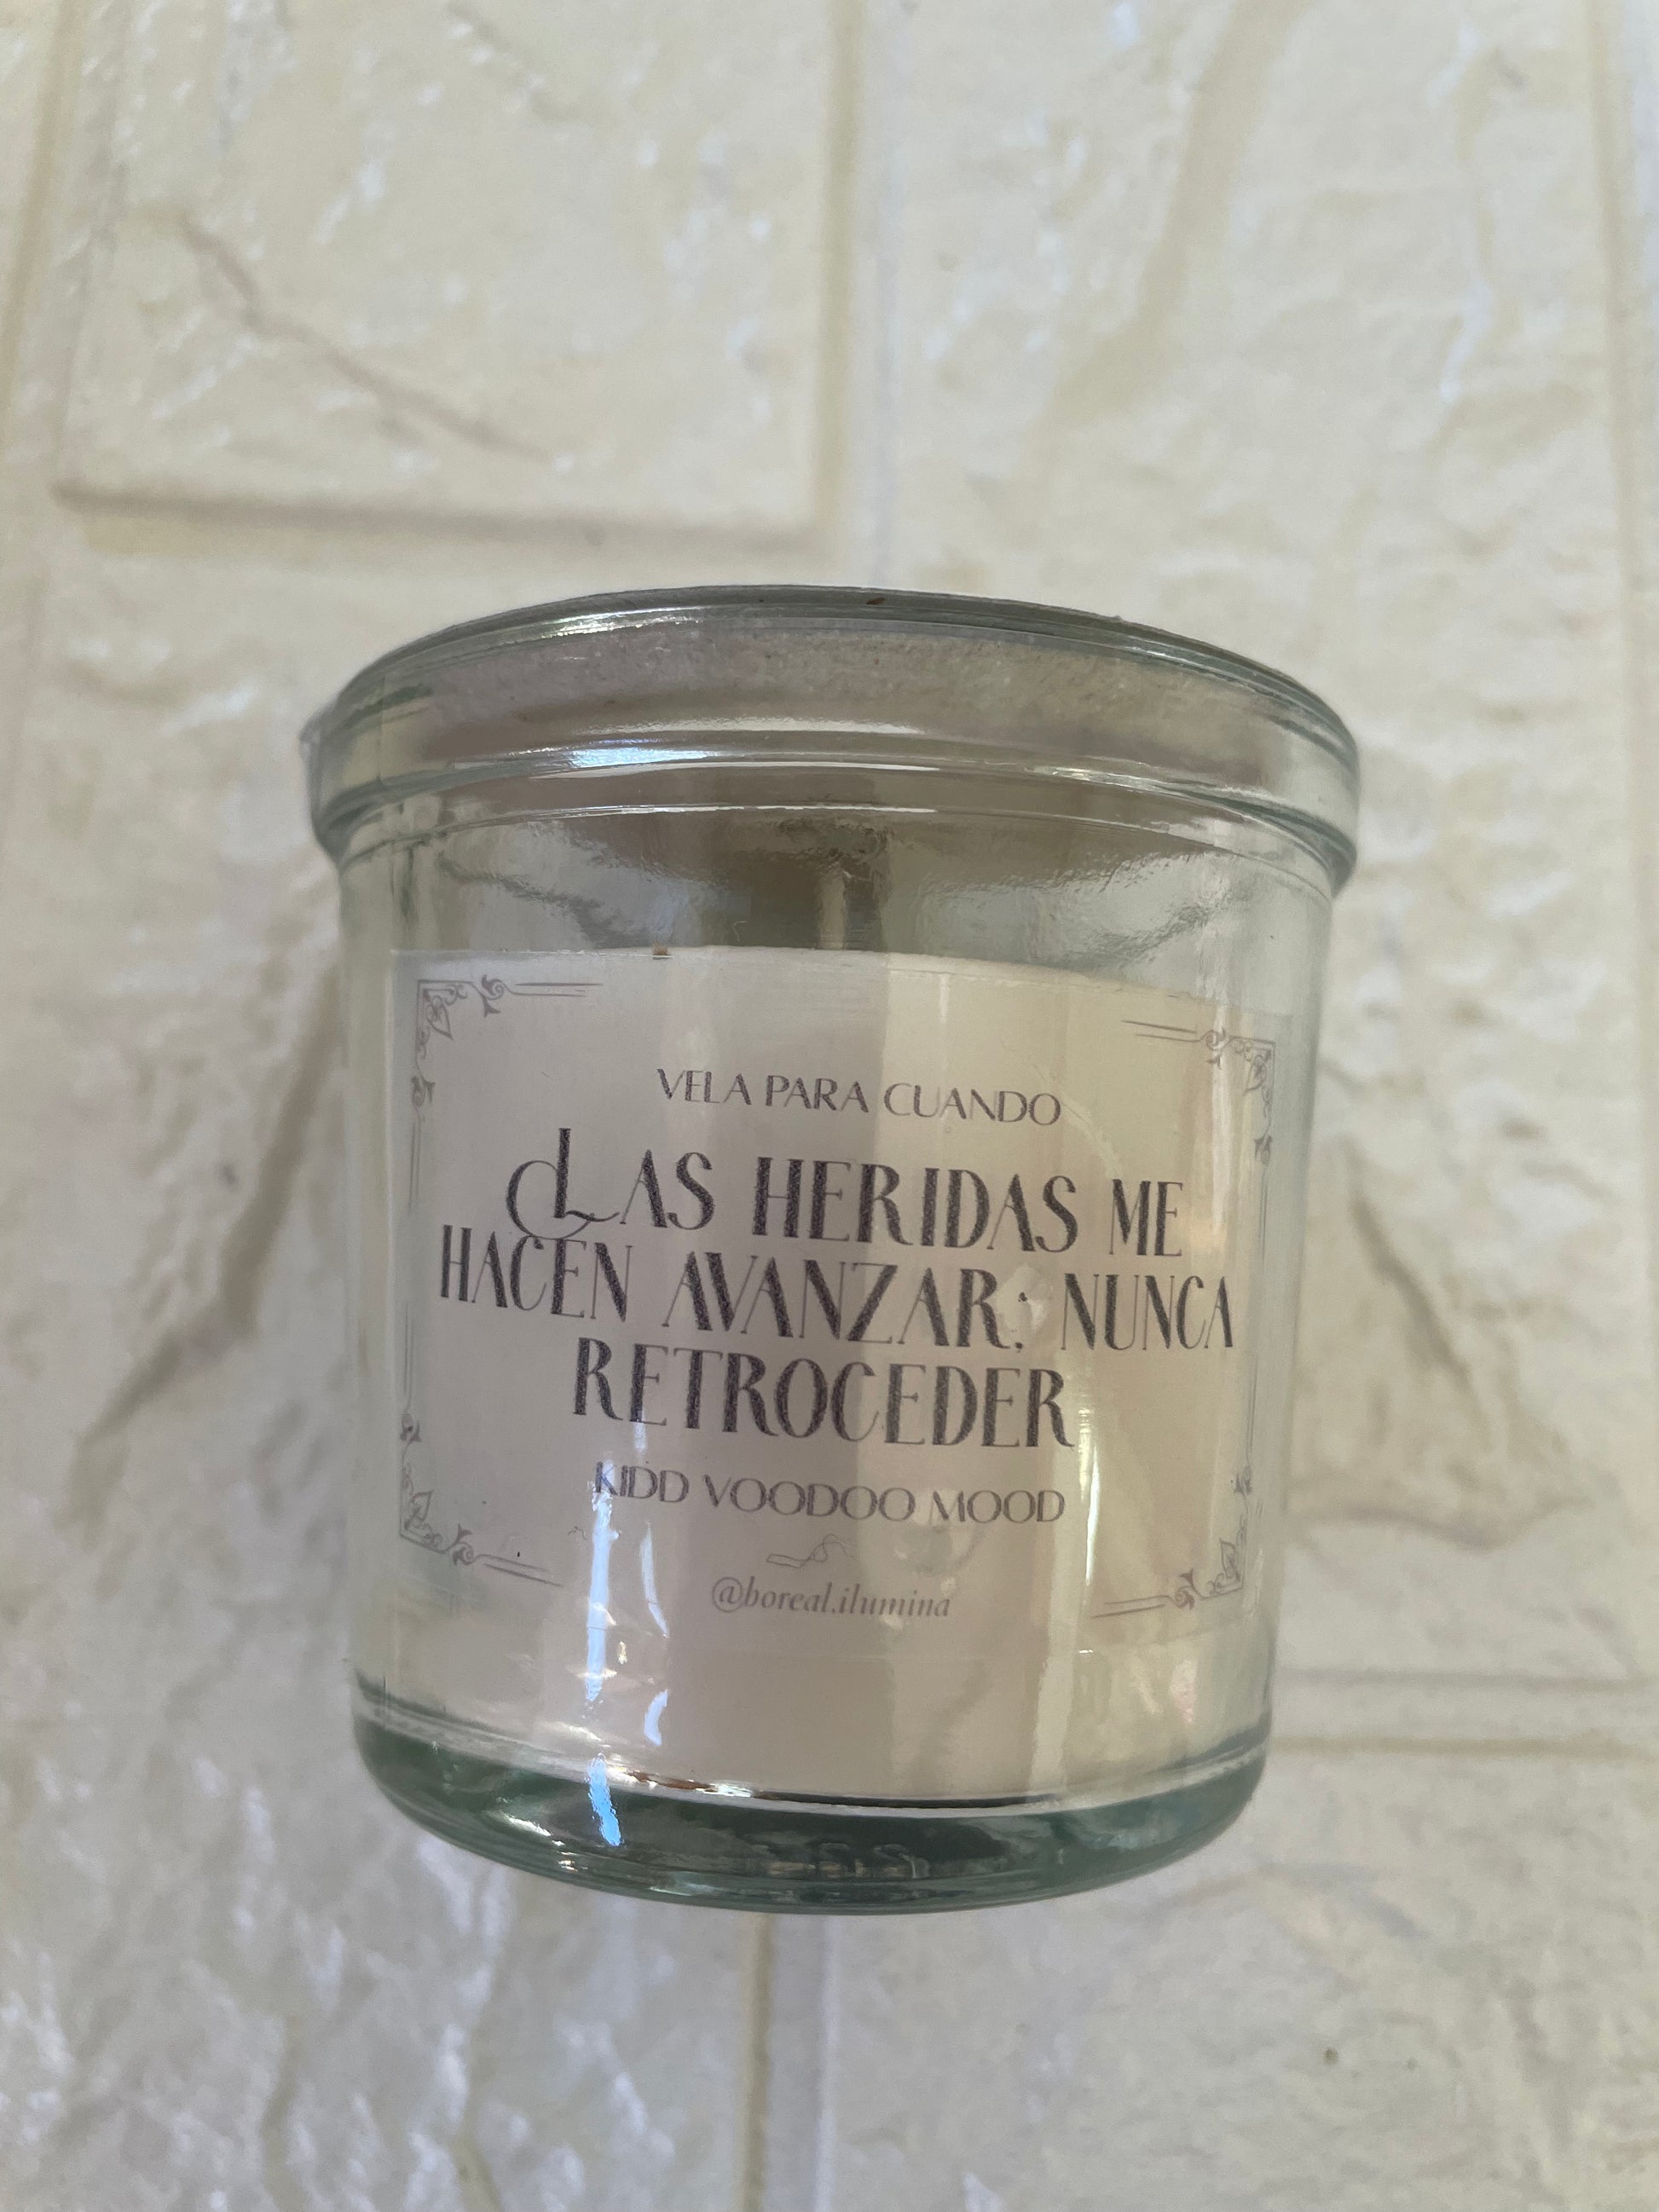 VELA PARA CUANDO
LAS HERIDAS ME
HACEN AVANZAR; NUNCA
RETROCEDER
KIDD VOODOO MOOD
@boreal.ilumina